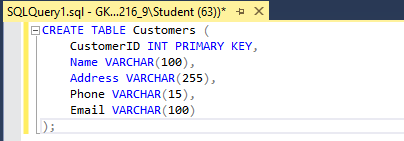 SQLQuery1.sql - GK...216_9\Student (63))*
CREATE TABLE Customers (
    CustomerID INT PRIMARY KEY,
    Name VARCHAR(100),
    Address VARCHAR(255),
    Phone VARCHAR(15),
    Email VARCHAR(100)
);